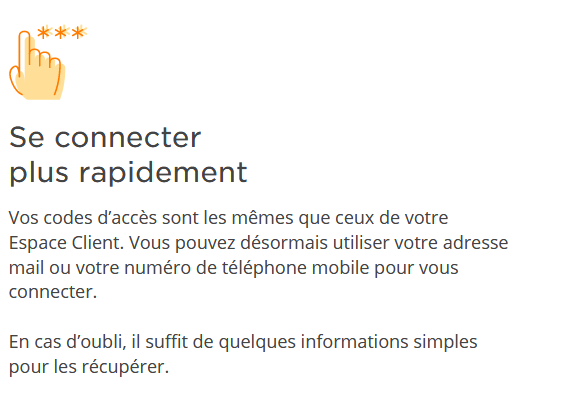 Se connecter
plus rapidement
Vos codes d’accès sont les mêmes que ceux de votre
Espace Client. Vous pouvez désormais utiliser votre adresse
mail ou votre numéro de téléphone mobile pour vous
connecter.
En cas d’oubli, il suffit de quelques informations simples
pour les récupérer.